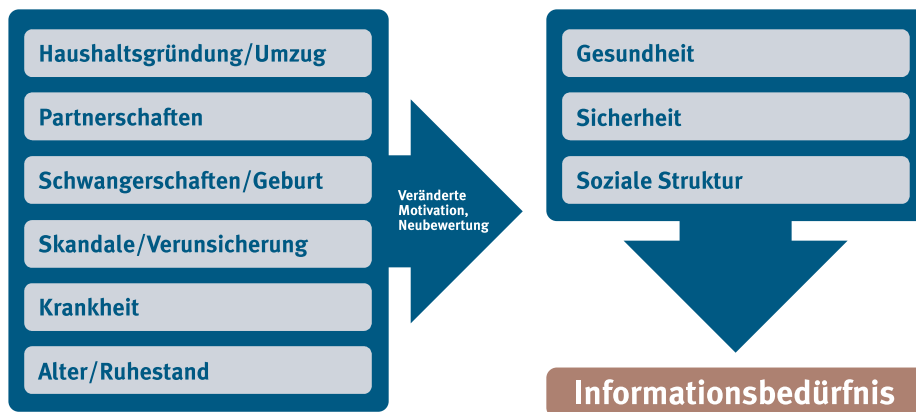 Haushaltsgründung/Umzug
Partnerschaften
Schwangerschaften/Geburt
Skandale/Verunsicherung
Krankheit
Alter/Ruhestand
Veränderte
Motivation,
Neubewertung
Gesundheit
Sicherheit
Soziale Struktur
Informationsbedürfnis